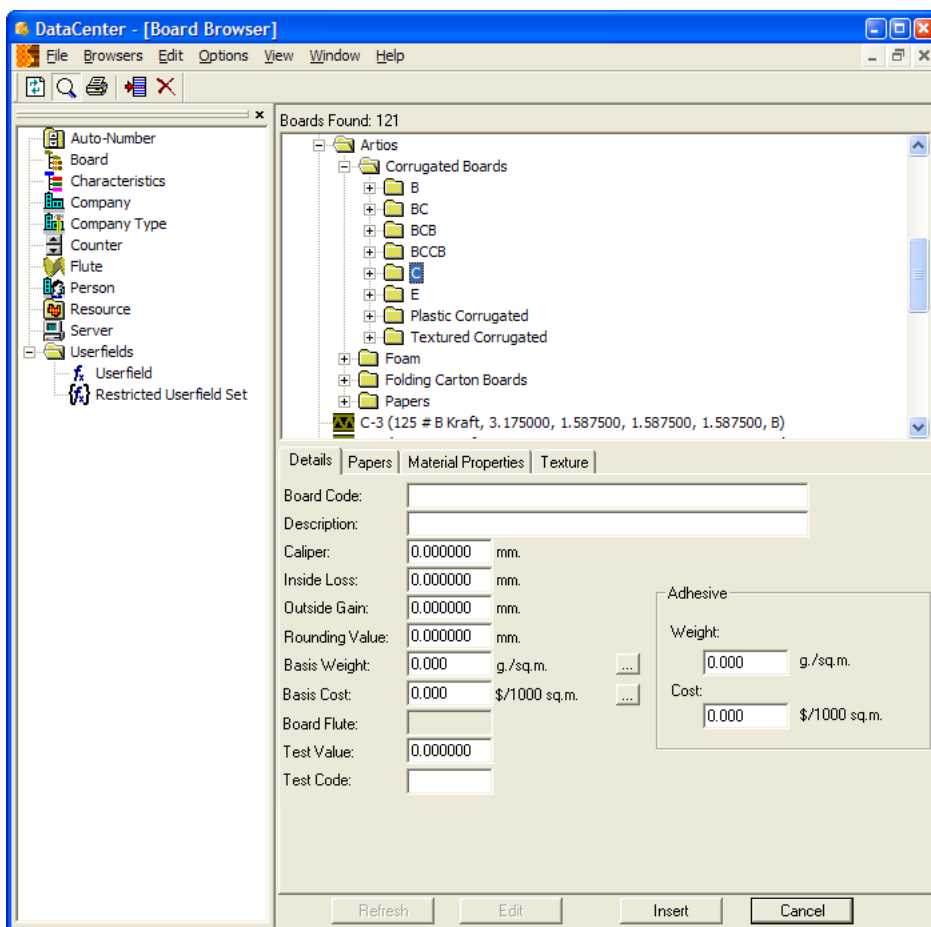 DataCenter - [Board Browser]
File Browsers Edit Options View Window Help
Auto-Number
Board
Characteristics
Company
Company Type
Counter
Flute
Person
Resource
Server
Userfields
Userfield
Restricted Userfield Set
Boards Found: 121
Artios
Corrugated Boards
B
BC
BCB
BCCB
C
E
Plastic Corrugated
Textured Corrugated
Foam
Folding Carton Boards
Papers
C-3 (125 # B Kraft, 3.175000, 1.587500, 1.587500, 1.587500, B)
Details Papers Material Properties Texture
Board Code:
Description:
Caliper: 0.000000 mm.
Inside Loss: 0.000000 mm.
Outside Gain: 0.000000 mm.
Rounding Value: 0.000000 mm.
Basis Weight: 0.000 g./sq.m. ...
Basis Cost: 0.000 $/1000 sq.m. ...
Board Flute:
Test Value: 0.000000
Test Code:
Adhesive
Weight:
0.000 g./sq.m.
Cost:
0.000 $/1000 sq.m.
Refresh Edit Insert Cancel